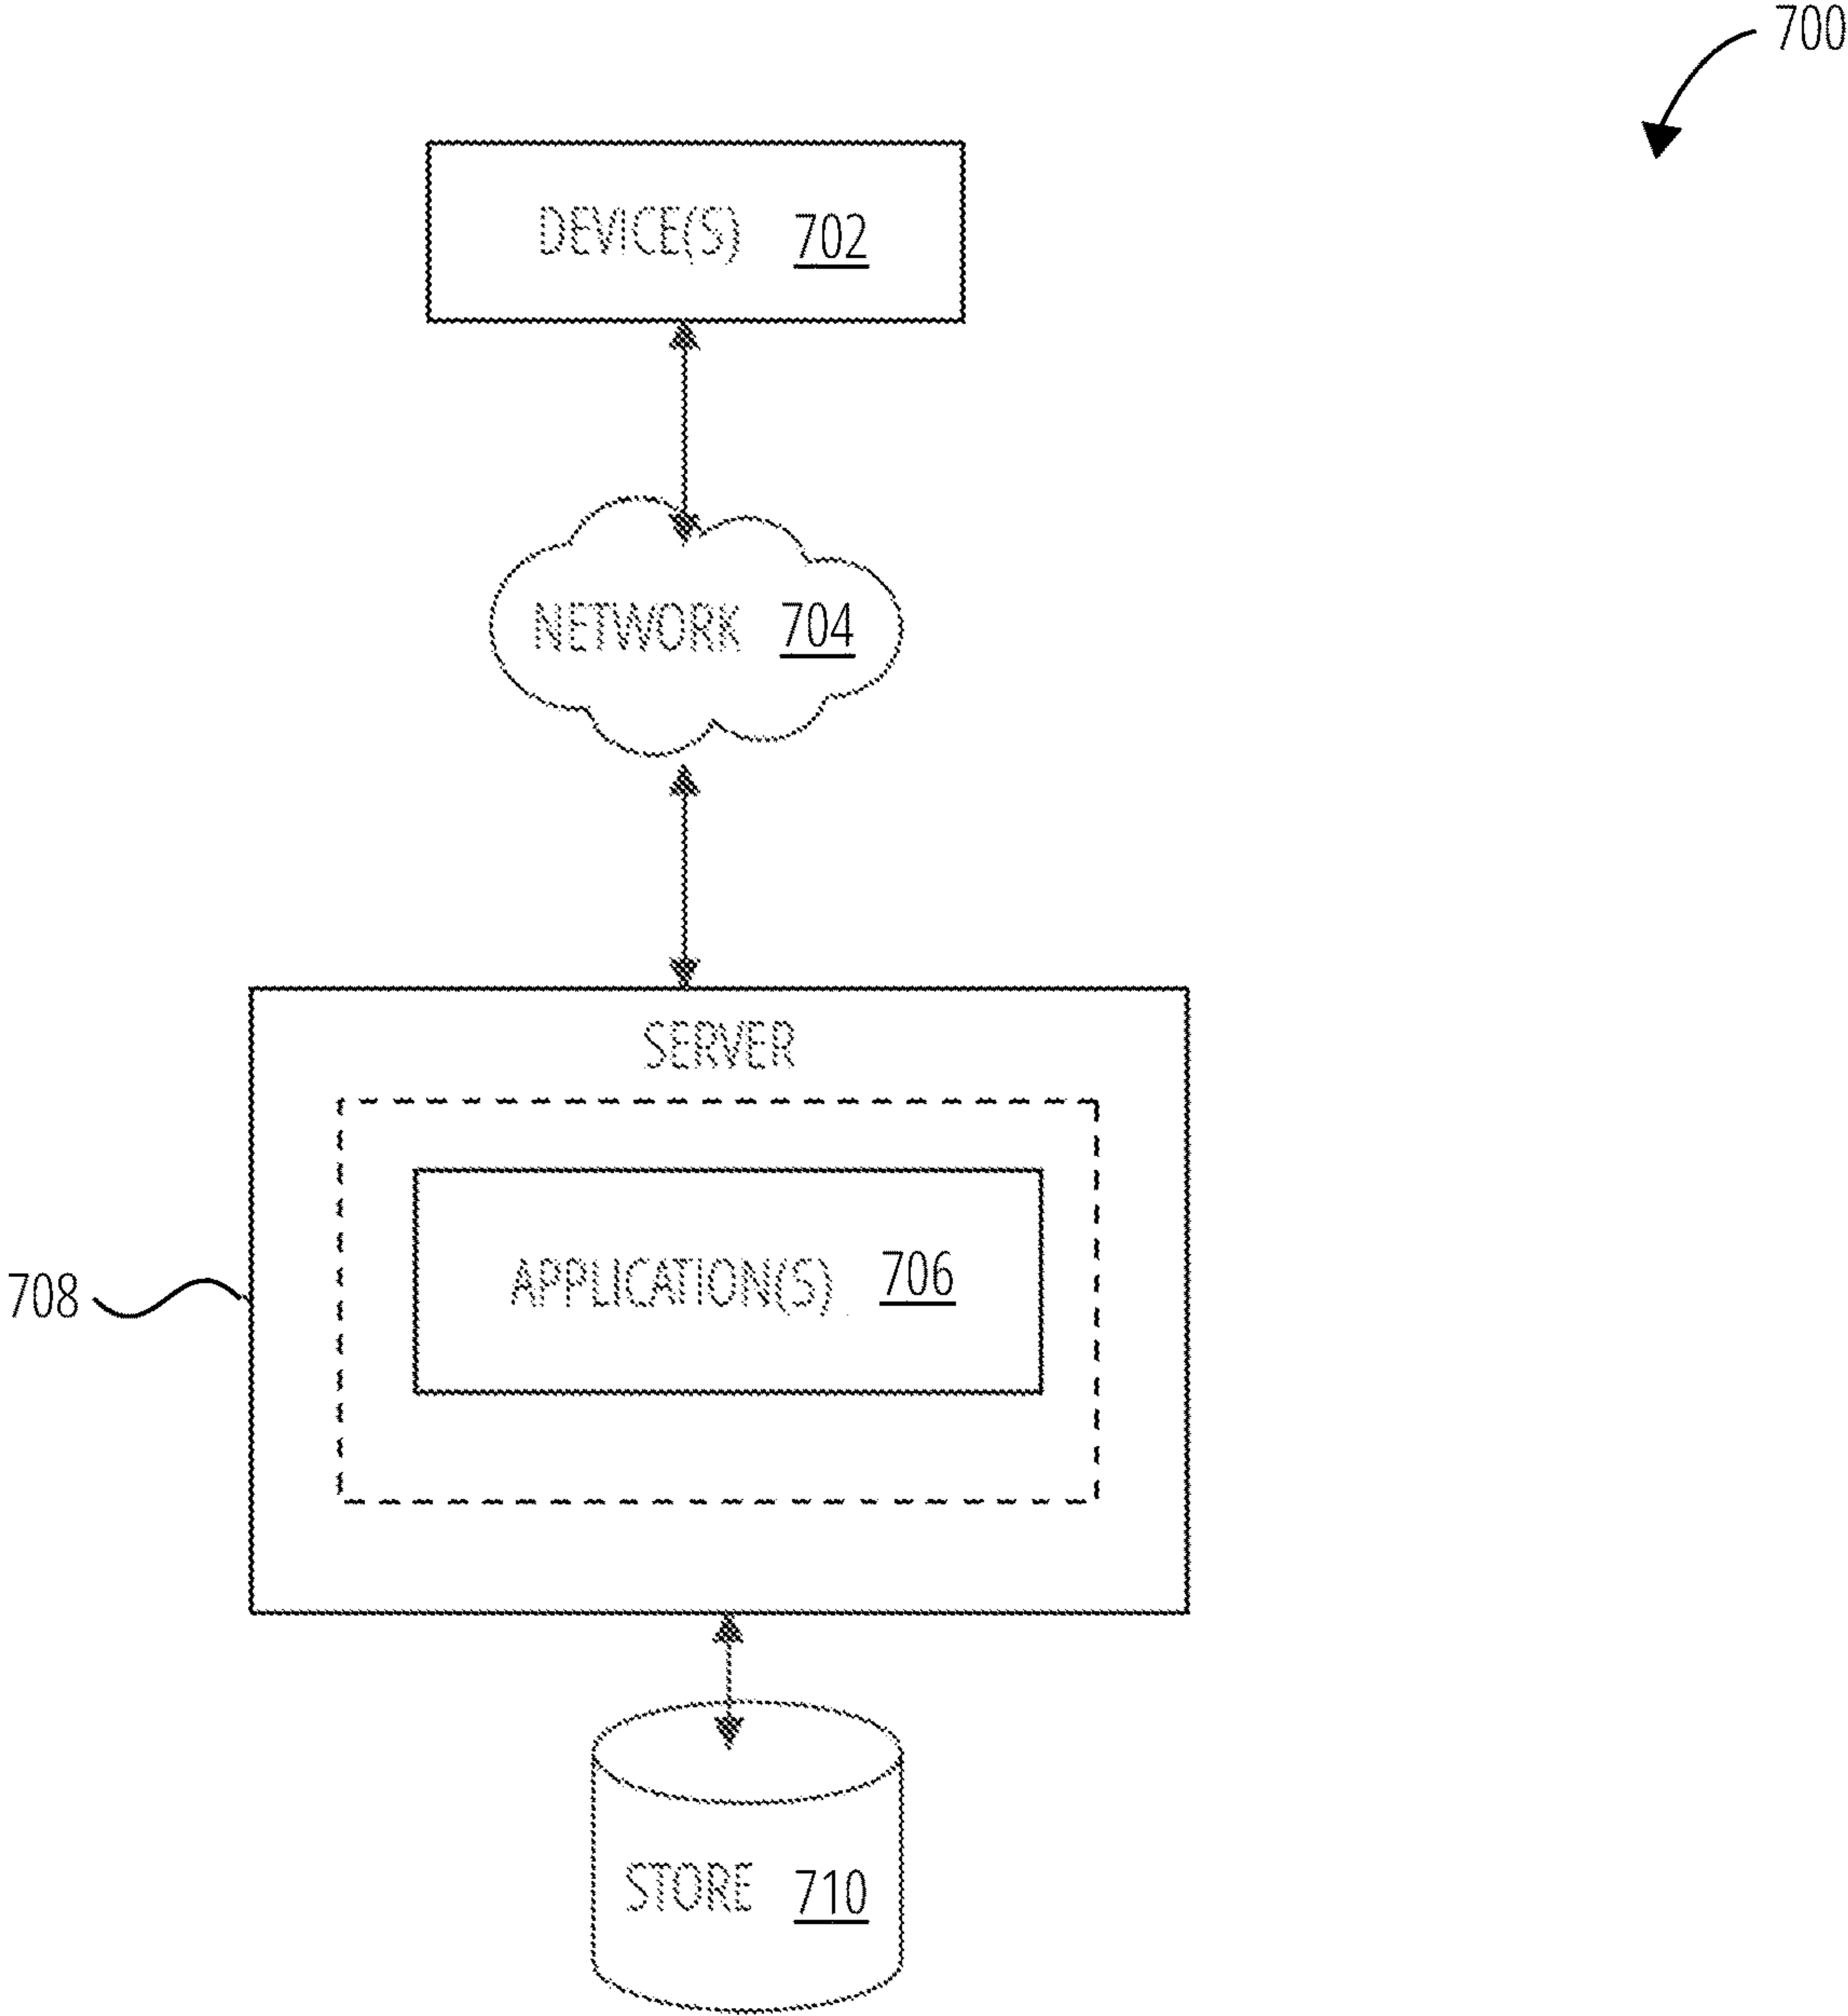 700
DEVICE(S) 702
NETWORK 704
SERVER
APPLICATION(S) 706
708
STORE 710